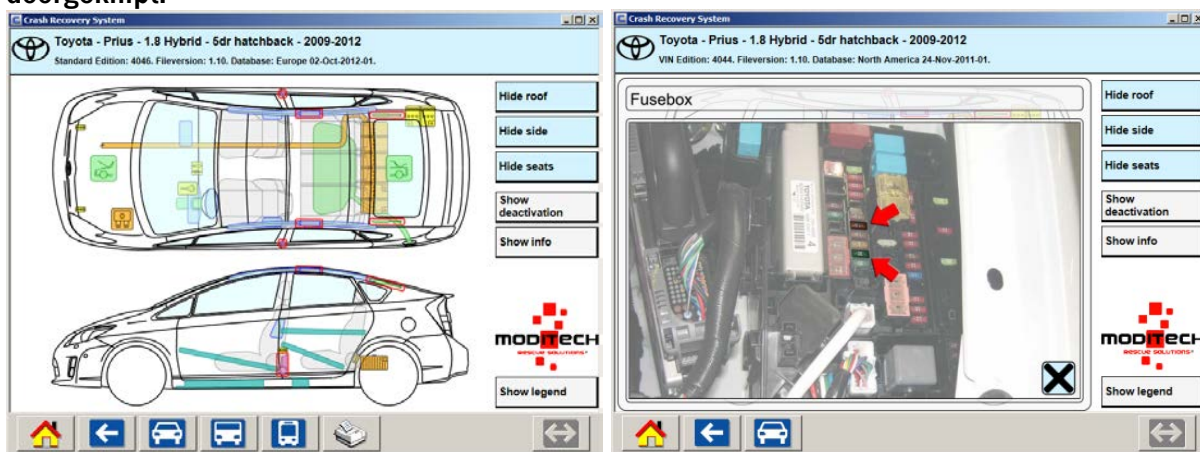 doorgeknipt.
Crash Recovery System
Toyota - Prius - 1.8 Hybrid - 5dr hatchback - 2009-2012
Standard Edition: 4046. Fileversion: 1.10. Database: Europe 02-Oct-2012-01.
Hide roof
Hide side
Hide seats
Show
deactivation
Show info
MODITECH
RESCUE SOLUTIONS
Show legend
Crash Recovery System
Toyota - Prius - 1.8 Hybrid - 5dr hatchback - 2009-2012
VIN Edition: 4044. Fileversion: 1.10. Database: North America 24-Nov-2011-01.
Fusebox
TOYOTA
4
Hide roof
Hide side
Hide seats
Show
deactivation
Show info
MODITECH
RESCUE SOLUTIONS
Show legend